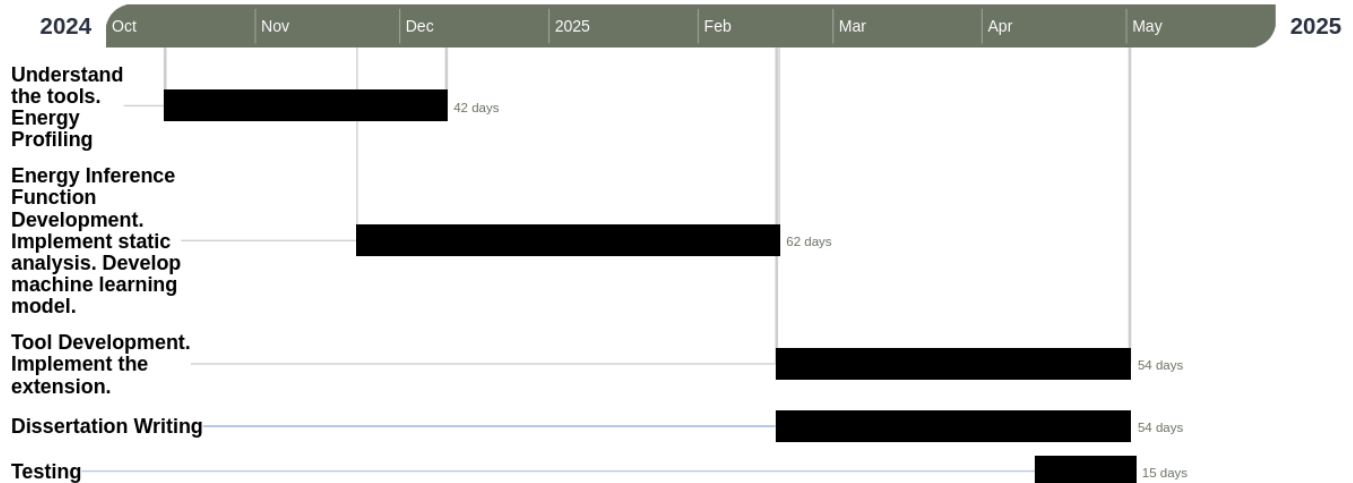 2024 Oct Nov Dec 2025 Feb Mar Apr May 2025
Understand
the tools.
Energy
Profiling
42 days
Energy Inference
Function
Development.
Implement static
analysis. Develop
machine learning
model.
62 days
Tool Development.
Implement the
extension.
54 days
Dissertation Writing
54 days
Testing
15 days